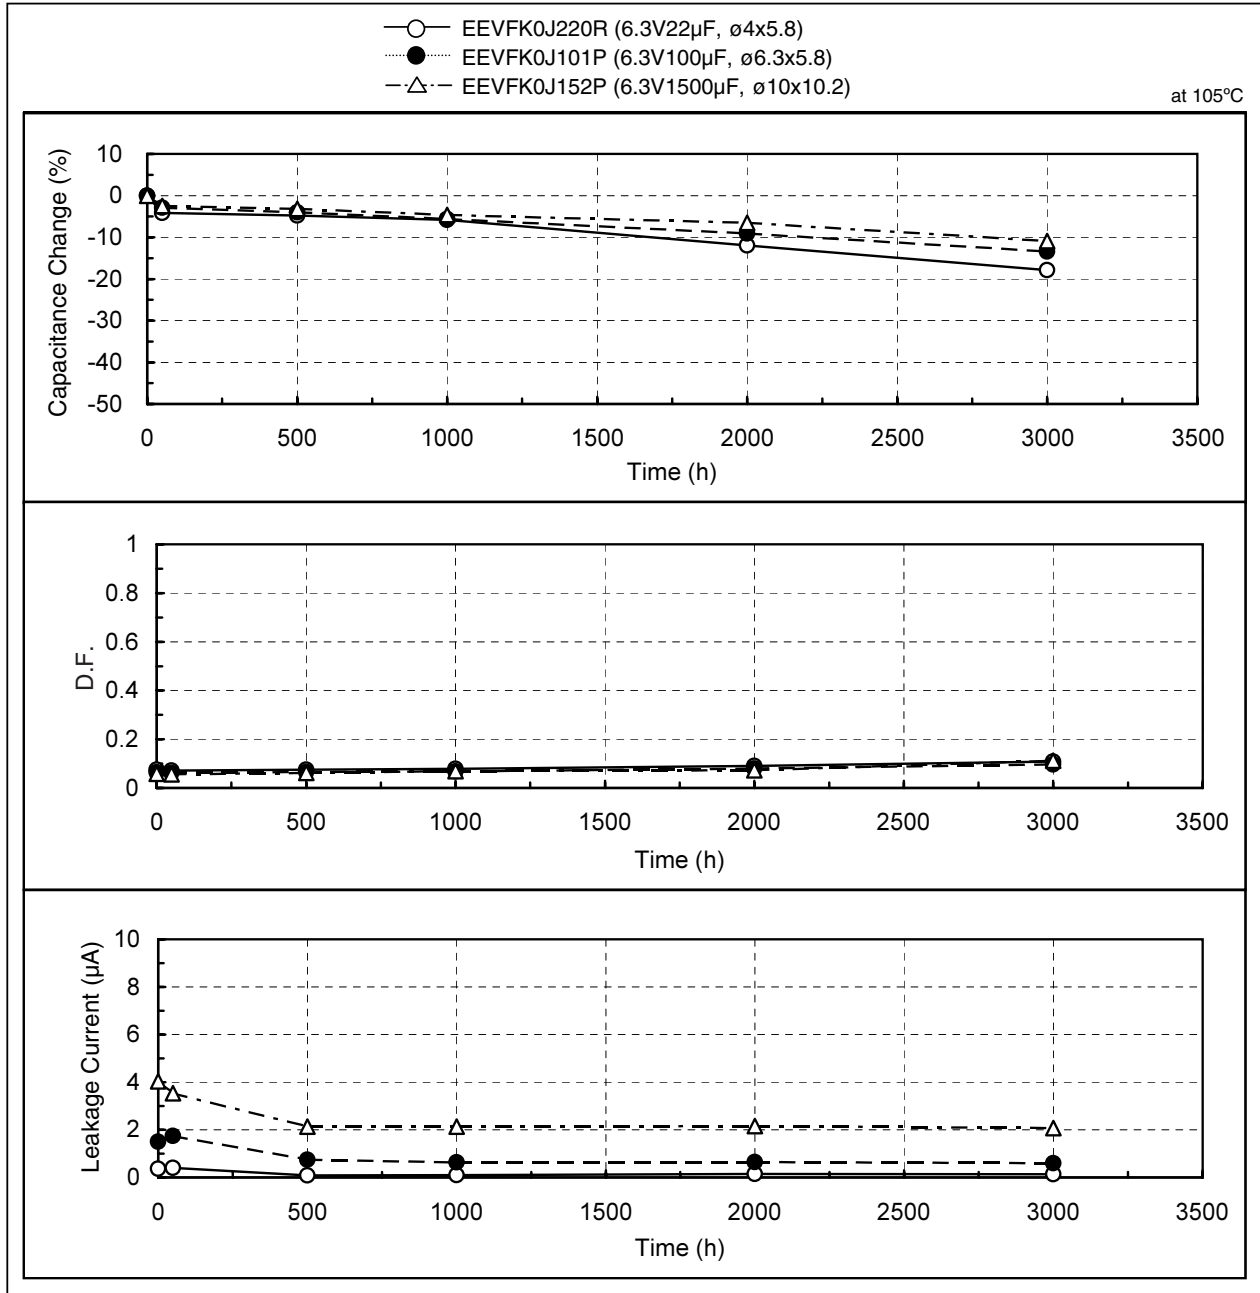 EEVFK0J220R (6.3V22µF, ø4x5.8)
EEVFK0J101P (6.3V100µF, ø6.3x5.8)
EEVFK0J152P (6.3V1500µF, ø10x10.2)
at 105ºC
Capacitance Change (%)
10
0
-10
-20
-30
-40
-50
0 500 1000 1500 2000 2500 3000 3500
Time (h)
D.F.
1
0.8
0.6
0.4
0.2
0
0 500 1000 1500 2000 2500 3000 3500
Time (h)
Leakage Current (µA)
10
8
6
4
2
0
0 500 1000 1500 2000 2500 3000 3500
Time (h)